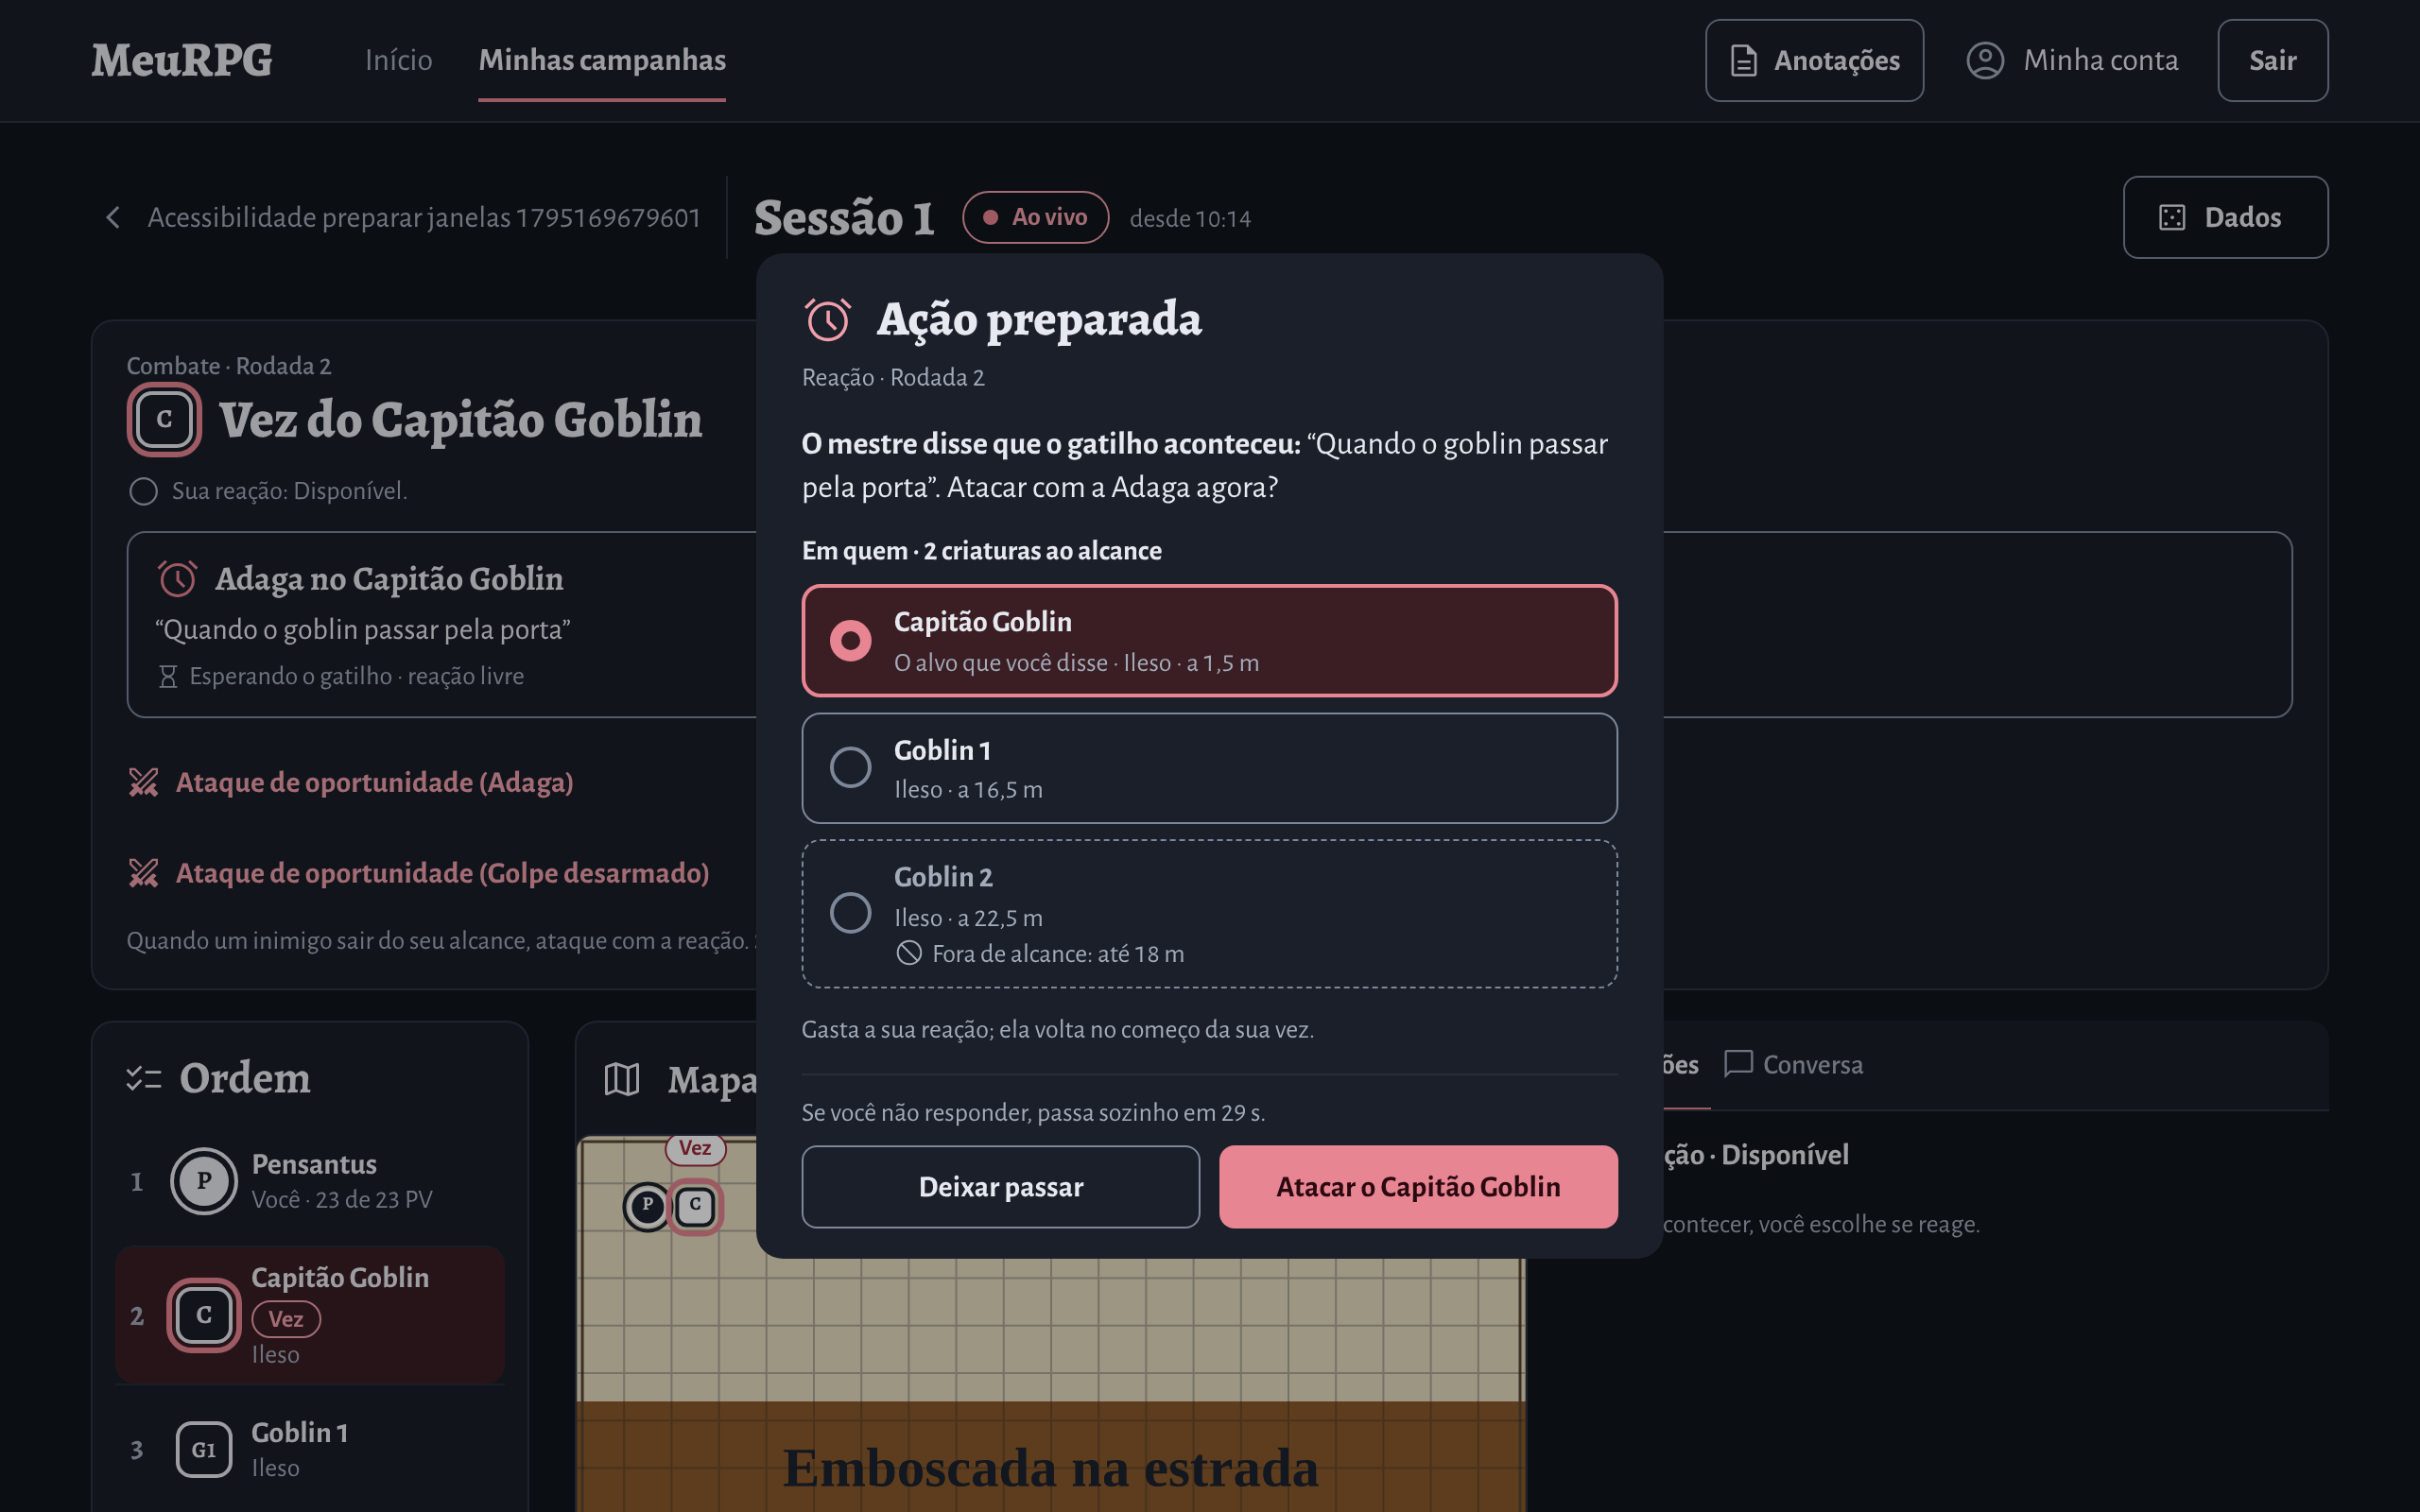 MeuRPG
Início
Minhas campanhas
Anotações
Minha conta
Sair
Acessibilidade preparar janelas 1795169679601
Sessão 1
Ao vivo
desde 10:14
Dados
Combate · Rodada 2
C
Vez do Capitão Goblin
Sua reação: Disponível.
Adaga no Capitão Goblin
“Quando o goblin passar pela porta”
Esperando o gatilho · reação livre
Ataque de oportunidade (Adaga)
Ataque de oportunidade (Golpe desarmado)
Quando um inimigo sair do seu alcance, ataque com a reação.
Ação preparada
Reação · Rodada 2
O mestre disse que o gatilho aconteceu: “Quando o goblin passar
pela porta”. Atacar com a Adaga agora?
Em quem · 2 criaturas ao alcance
Capitão Goblin
O alvo que você disse · Ileso · a 1,5 m
Goblin 1
Ileso · a 16,5 m
Goblin 2
Ileso · a 22,5 m
Fora de alcance: até 18 m
Gasta a sua reação; ela volta no começo da sua vez.
Se você não responder, passa sozinho em 29 s.
Deixar passar
Atacar o Capitão Goblin
Ordem
1
P
Pensantus
Você · 23 de 23 PV
2
C
Capitão Goblin
Vez
Ileso
3
G1
Goblin 1
Ileso
Mapa
Vez
P
C
Emboscada na estrada
ões
Conversa
ção · Disponível
contecer, você escolhe se reage.